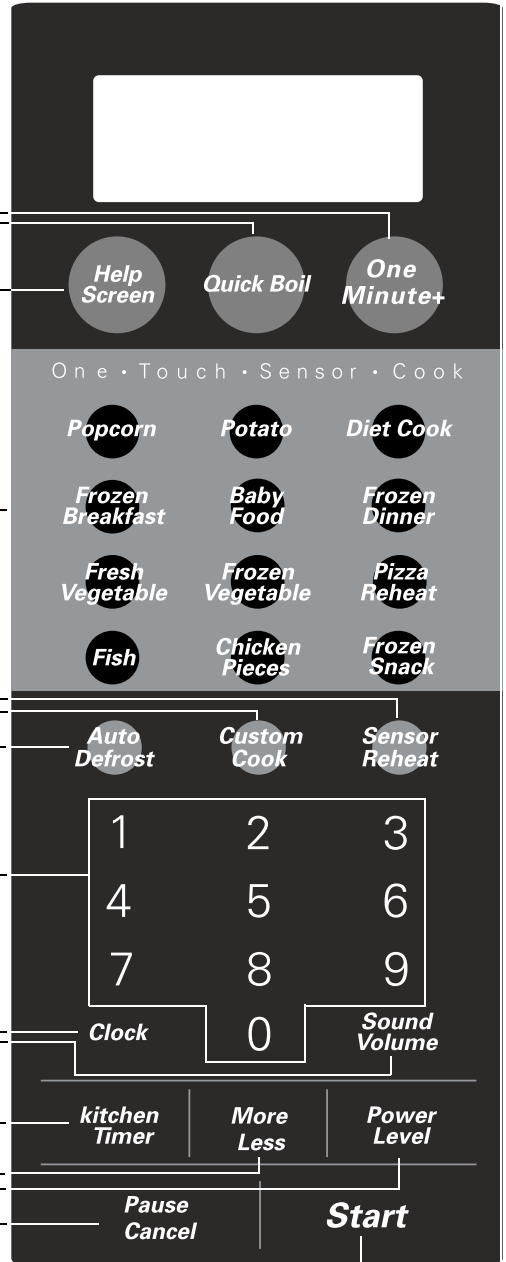 Help Screen
Quick Boil
One Minute+
One • Touch • Sensor • Cook
Popcorn
Potato
Diet Cook
Frozen Breakfast
Baby Food
Frozen Dinner
Fresh Vegetable
Frozen Vegetable
Pizza Reheat
Fish
Chicken Pieces
Frozen Snack
Auto Defrost
Custom Cook
Sensor Reheat
1 2 3
4 5 6
7 8 9
Clock
0
Sound Volume
kitchen Timer
More Less
Power Level
Pause Cancel
Start